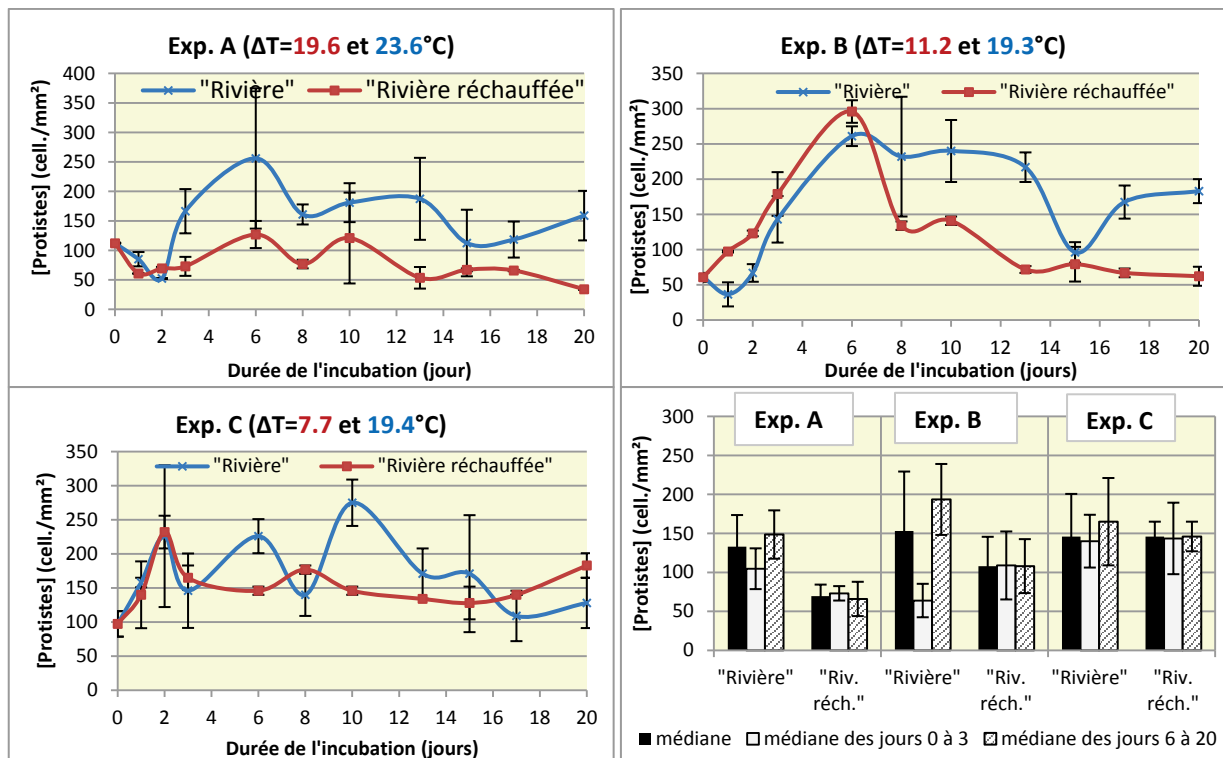 Exp. A (ΔT=19.6 et 23.6°C)
"Rivière" "Rivière réchauffée"
[Protistes] (cell./mm²)
400
350
300
250
200
150
100
50
0
0 2 4 6 8 10 12 14 16 18 20
Durée de l'incubation (jour)
Exp. B (ΔT=11.2 et 19.3°C)
"Rivière" "Rivière réchauffée"
[Protistes] (cell./mm²)
350
300
250
200
150
100
50
0
0 2 4 6 8 10 12 14 16 18 20
Durée de l'incubation (jours)
Exp. C (ΔT=7.7 et 19.4°C)
"Rivière" "Rivière réchauffée"
[Protistes] (cell./mm²)
350
300
250
200
150
100
50
0
0 2 4 6 8 10 12 14 16 18 20
Durée de l'incubation (jours)
Exp. A Exp. B Exp. C
[Protistes] (cell./mm²)
300
250
200
150
100
50
0
"Rivière" "Riv. "Rivière" "Riv. "Rivière" "Riv.
réch." réch." réch."
médiane médiane des jours 0 à 3 médiane des jours 6 à 20